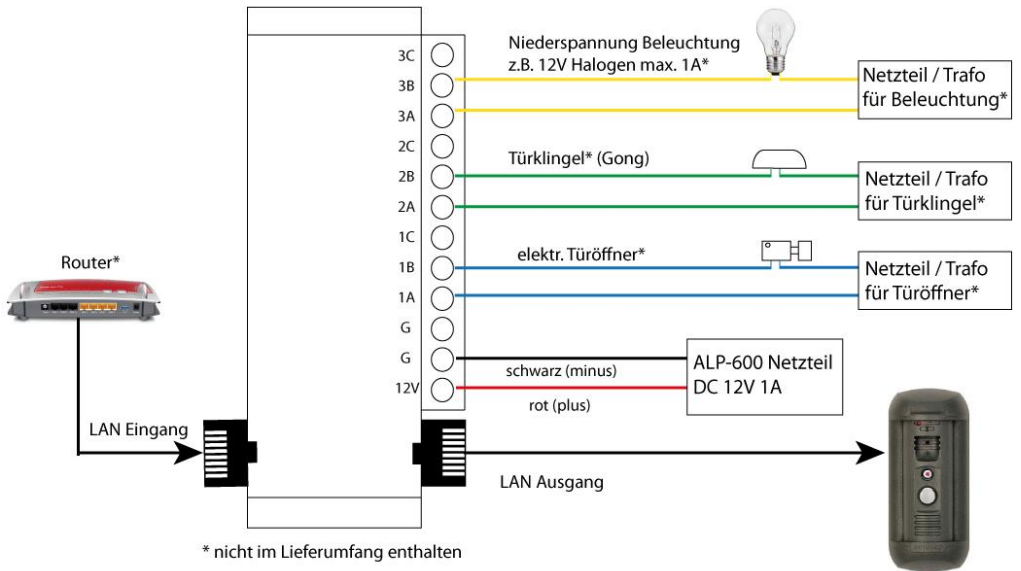 3C
Niederspannung Beleuchtung
z.B. 12V Halogen max. 1A*
3B
Netzteil / Trafo
für Beleuchtung*
3A
2C
Türklingel* (Gong)
2B
Netzteil / Trafo
für Türklingel*
2A
1C
elektr. Türöffner*
1B
Netzteil / Trafo
für Türöffner*
1A
Router*
G
G
schwarz (minus)
ALP-600 Netzteil
DC 12V 1A
12V
rot (plus)
LAN Eingang
LAN Ausgang
* nicht im Lieferumfang enthalten